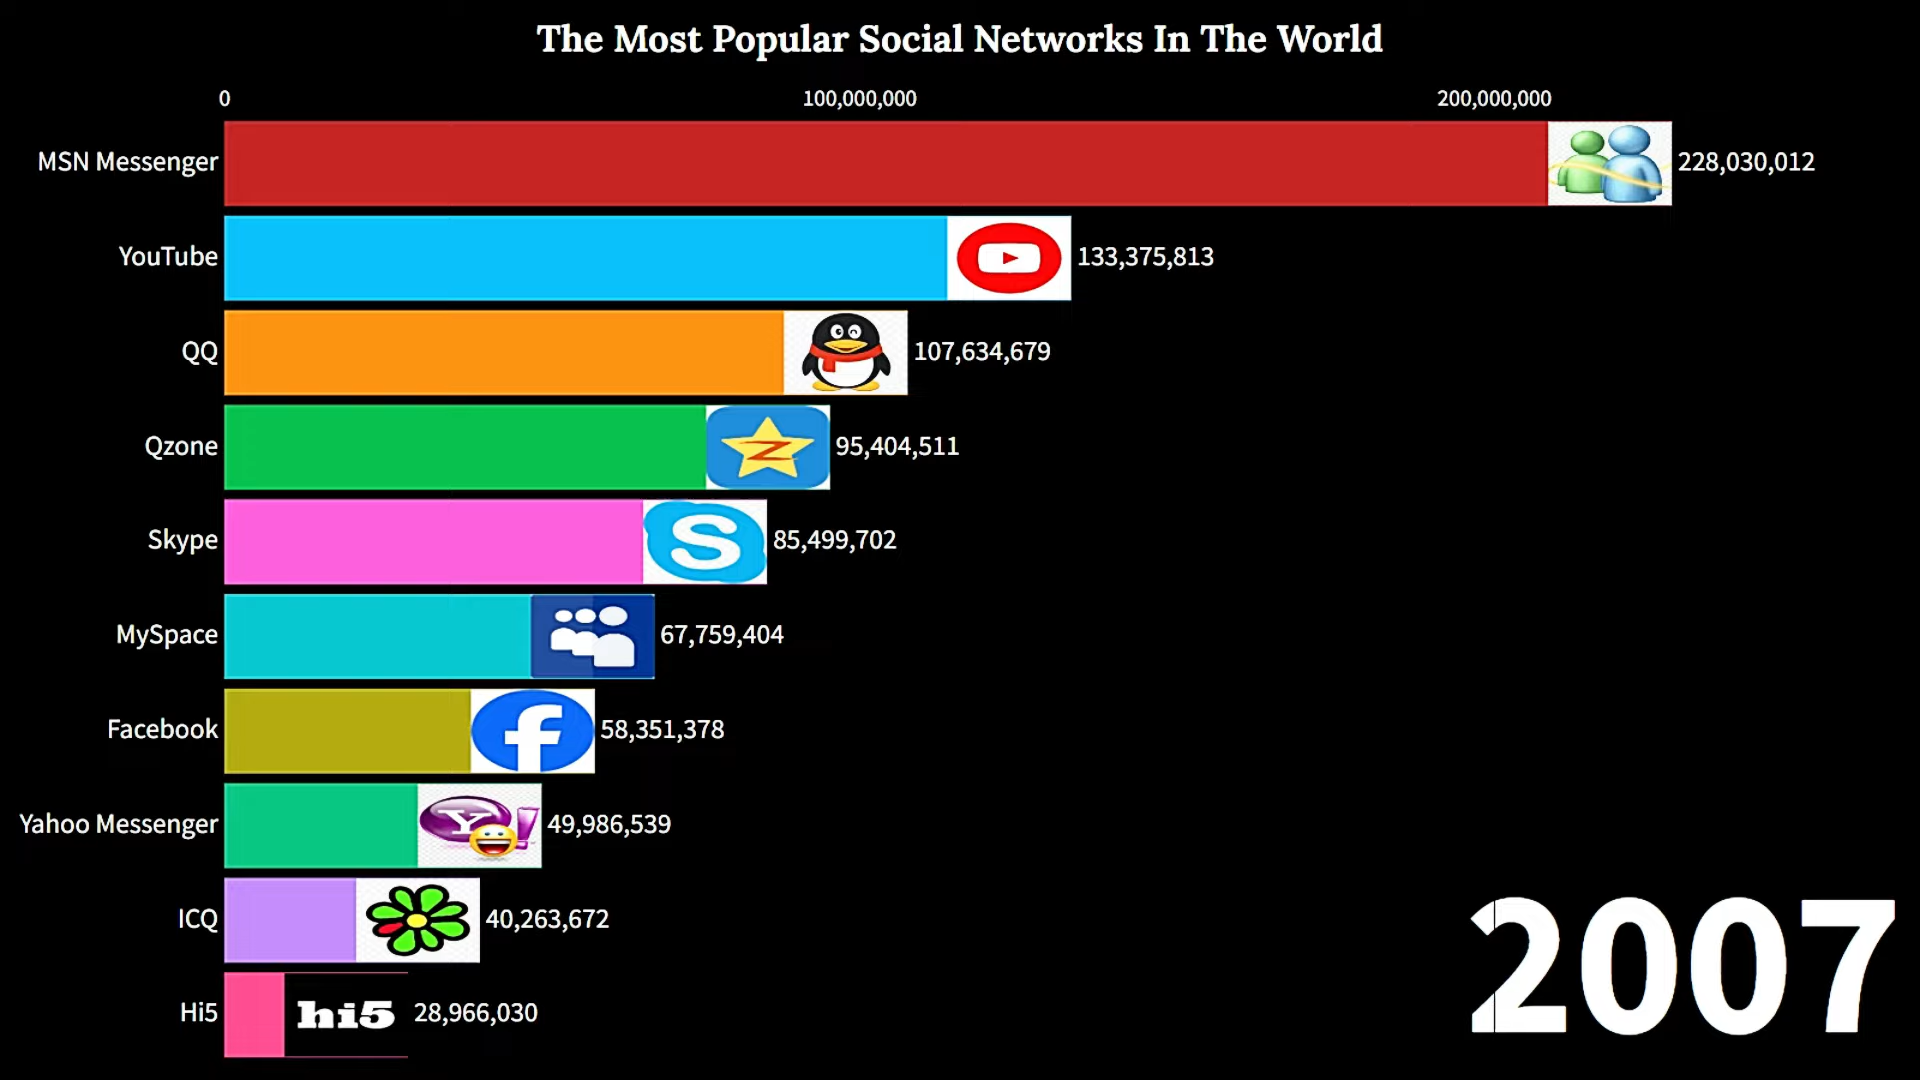 The Most Popular Social Networks In The World
0 100,000,000 200,000,000
MSN Messenger 228,030,012
YouTube 133,375,813
QQ 107,634,679
Qzone Z 95,404,511
Skype S 85,499,702
MySpace 67,759,404
Facebook f 58,351,378
Yahoo Messenger Y! 49,986,539
ICQ 40,263,672
Hi5 hi5 28,966,030
2007